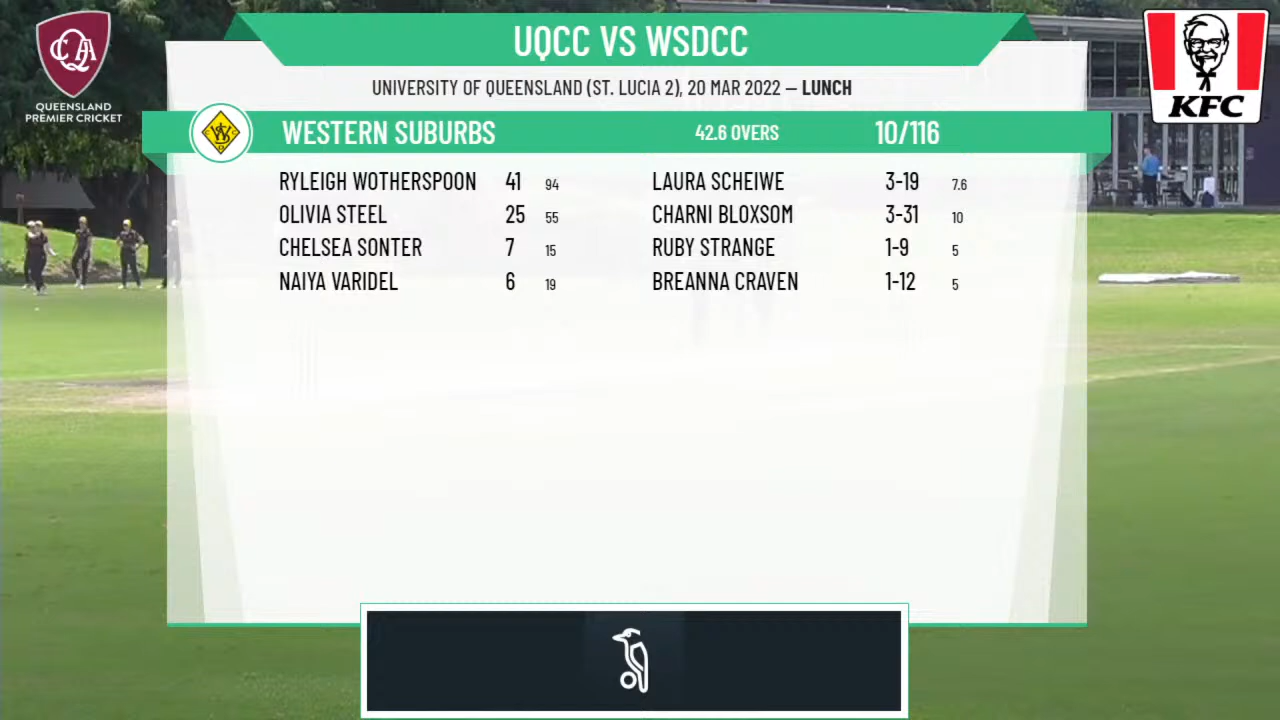 UQCC VS WSDCC
QUEENSLAND
PREMIER CRICKET
KFC
UNIVERSITY OF QUEENSLAND (ST. LUCIA 2), 20 MAR 2022 – LUNCH
WESTERN SUBURBS 42.6 OVERS 10/116
RYLEIGH WOTHERSPOON 41 94 LAURA SCHEIWE 3-19 7.6
OLIVIA STEEL 25 55 CHARNI BLOXSOM 3-31 10
CHELSEA SONTER 7 15 RUBY STRANGE 1-9 5
NAIYA VARIDEL 6 19 BREANNA CRAVEN 1-12 5